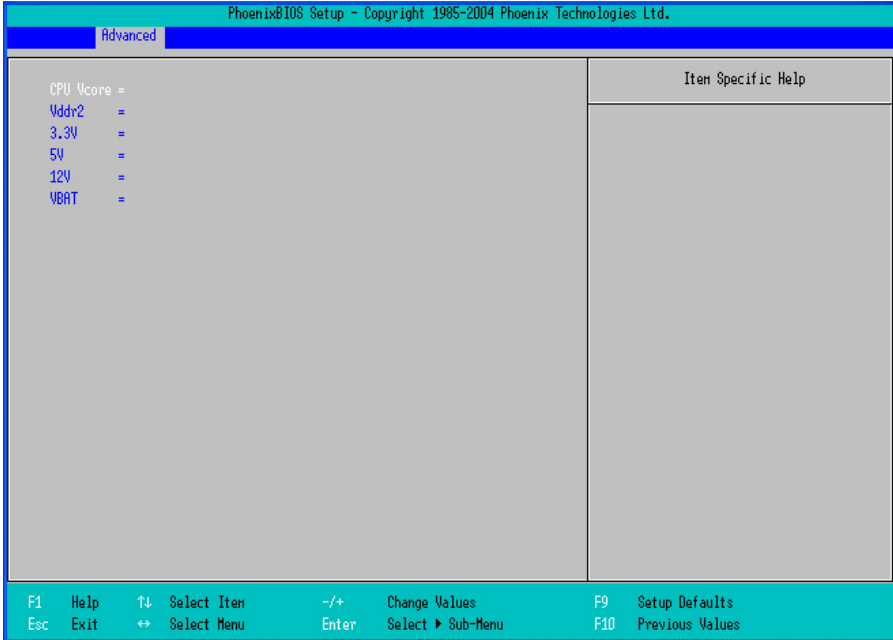 PhoenixBIOS Setup - Copyright 1985-2004 Phoenix Technologies Ltd.
Advanced
Item Specific Help
CPU Vcore =
Vddr2 =
3.3V =
5V =
12V =
VBAT =
F1 Help ↑↓ Select Item -/+ Change Values F9 Setup Defaults
Esc Exit ↔ Select Menu Enter Select ▶ Sub-Menu F10 Previous Values